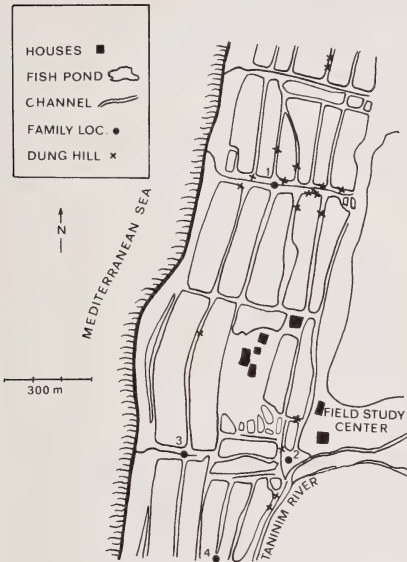 HOUSES
FISH POND
CHANNEL
FAMILY LOC.
DUNG HILL
N
MEDITERRANEAN SEA
300 m
1
FIELD STUDY
CENTER
3
2
4
TANINIM RIVER